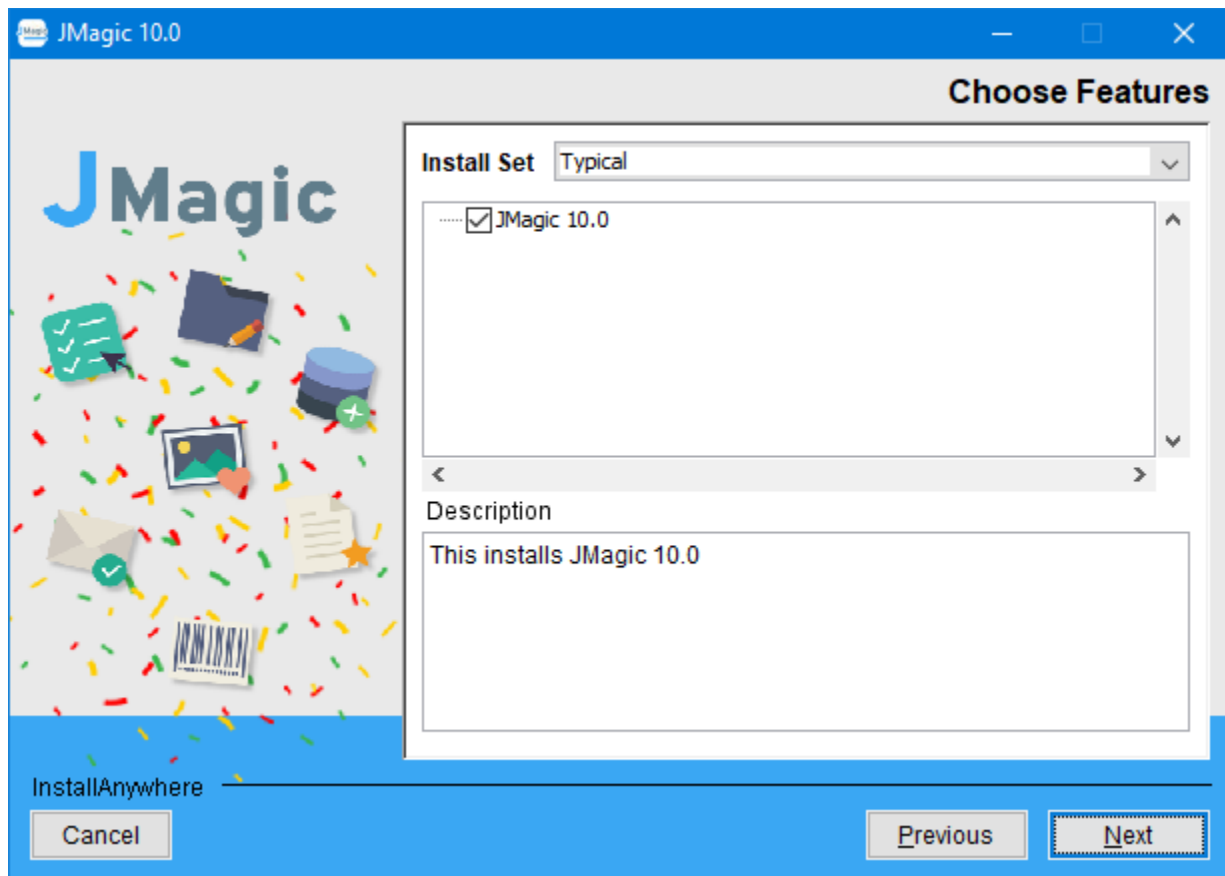 JMagic 10.0
Choose Features
JMagic
Install Set Typical
JMagic 10.0
Description
This installs JMagic 10.0
InstallAnywhere
Cancel Previous Next